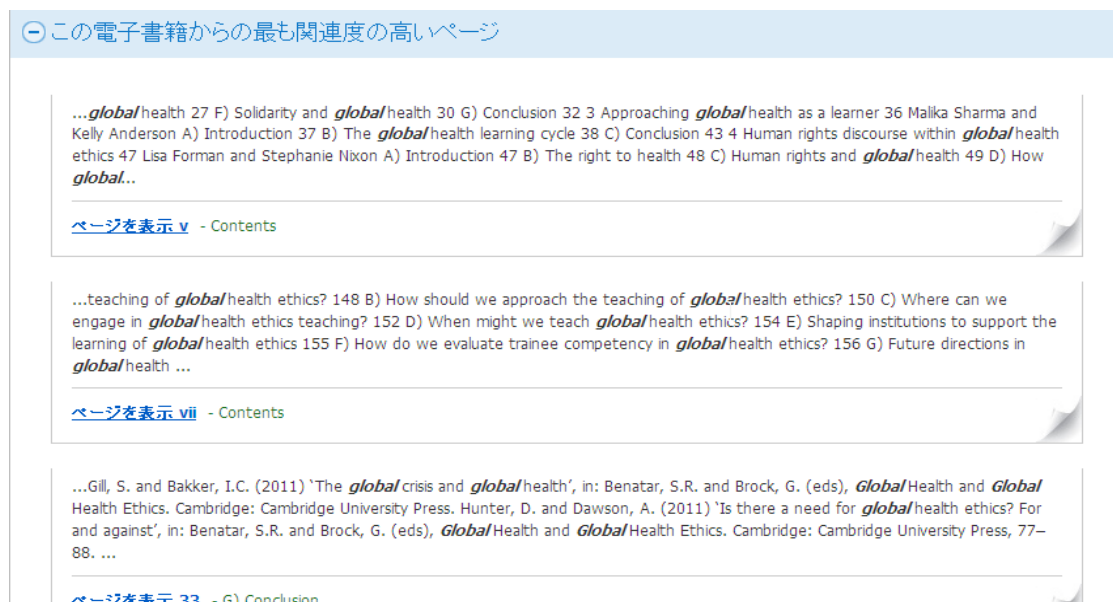 この電子書籍からの最も関連度の高いページ
...global health 27 F) Solidarity and global health 30 G) Conclusion 32 3 Approaching global health as a learner 36 Malika Sharma and
Kelly Anderson A) Introduction 37 B) The global health learning cycle 38 C) Conclusion 43 4 Human rights discourse within global health
ethics 47 Lisa Forman and Stephanie Nixon A) Introduction 47 B) The right to health 48 C) Human rights and global health 49 D) How
global...
ページを表示 v - Contents
...teaching of global health ethics? 148 B) How should we approach the teaching of global health ethics? 150 C) Where can we
engage in global health ethics teaching? 152 D) When might we teach global health ethics? 154 E) Shaping institutions to support the
learning of global health ethics 155 F) How do we evaluate trainee competency in global health ethics? 156 G) Future directions in
global health ...
ページを表示 vii - Contents
...Gill, S. and Bakker, I.C. (2011) `The global crisis and global health', in: Benatar, S.R. and Brock, G. (eds), Global Health and Global
Health Ethics. Cambridge: Cambridge University Press. Hunter, D. and Dawson, A. (2011) `Is there a need for global health ethics? For
and against', in: Benatar, S.R. and Brock, G. (eds), Global Health and Global Health Ethics. Cambridge: Cambridge University Press, 77–
88. ...
ページを表示 33 - G) Conclusion